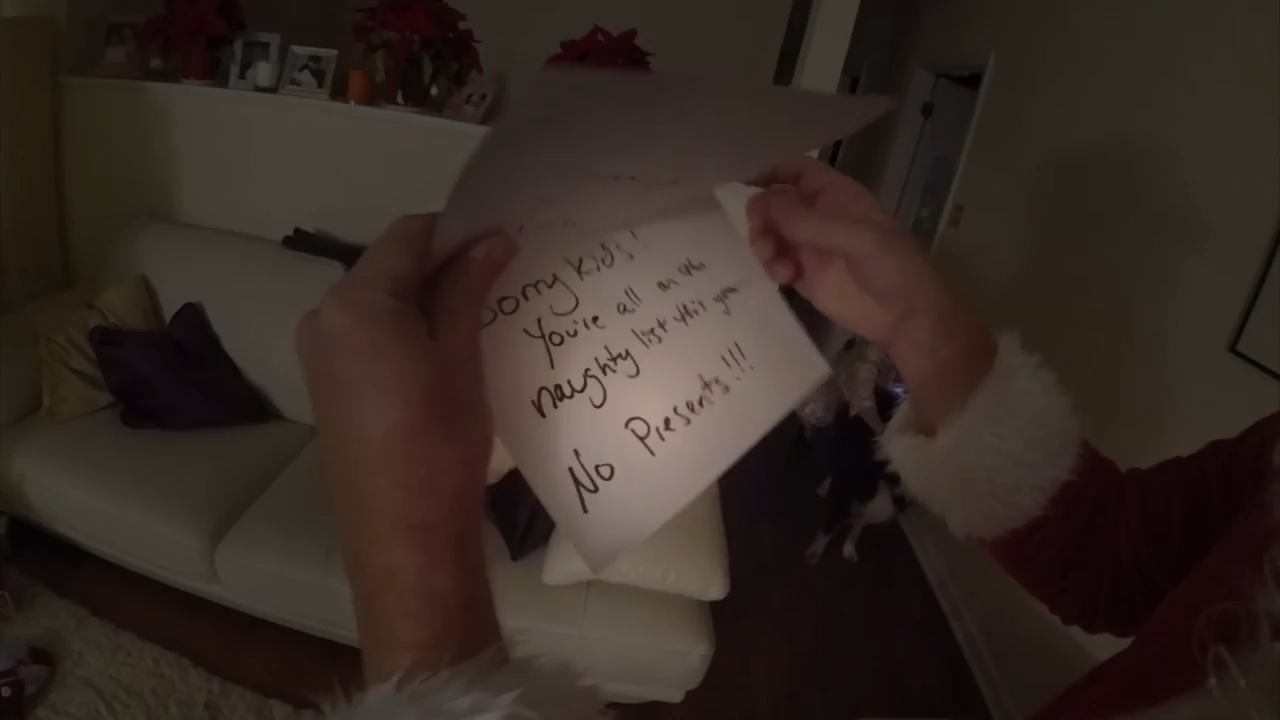 Sorry kids!
You're all on the
naughty list this year
No Presents!!!